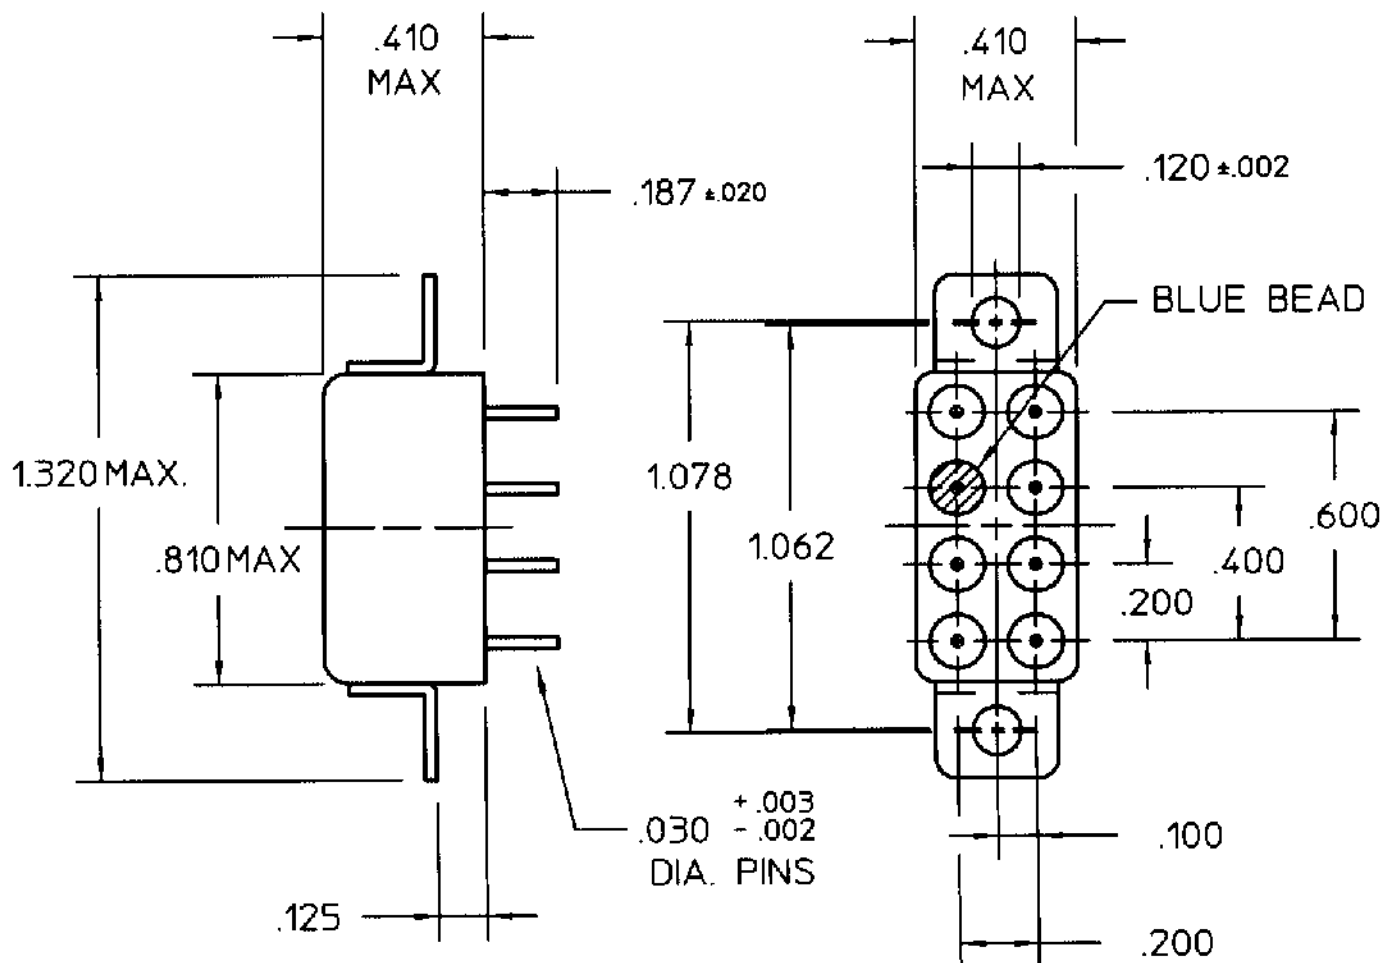 .410
MAX
.410
MAX
.187 ±.020
.120 ±.002
BLUE BEAD
1.320 MAX.
.810 MAX
1.078
1.062
.600
.400
.200
.030 + .003 - .002
DIA. PINS
.125
.100
.200